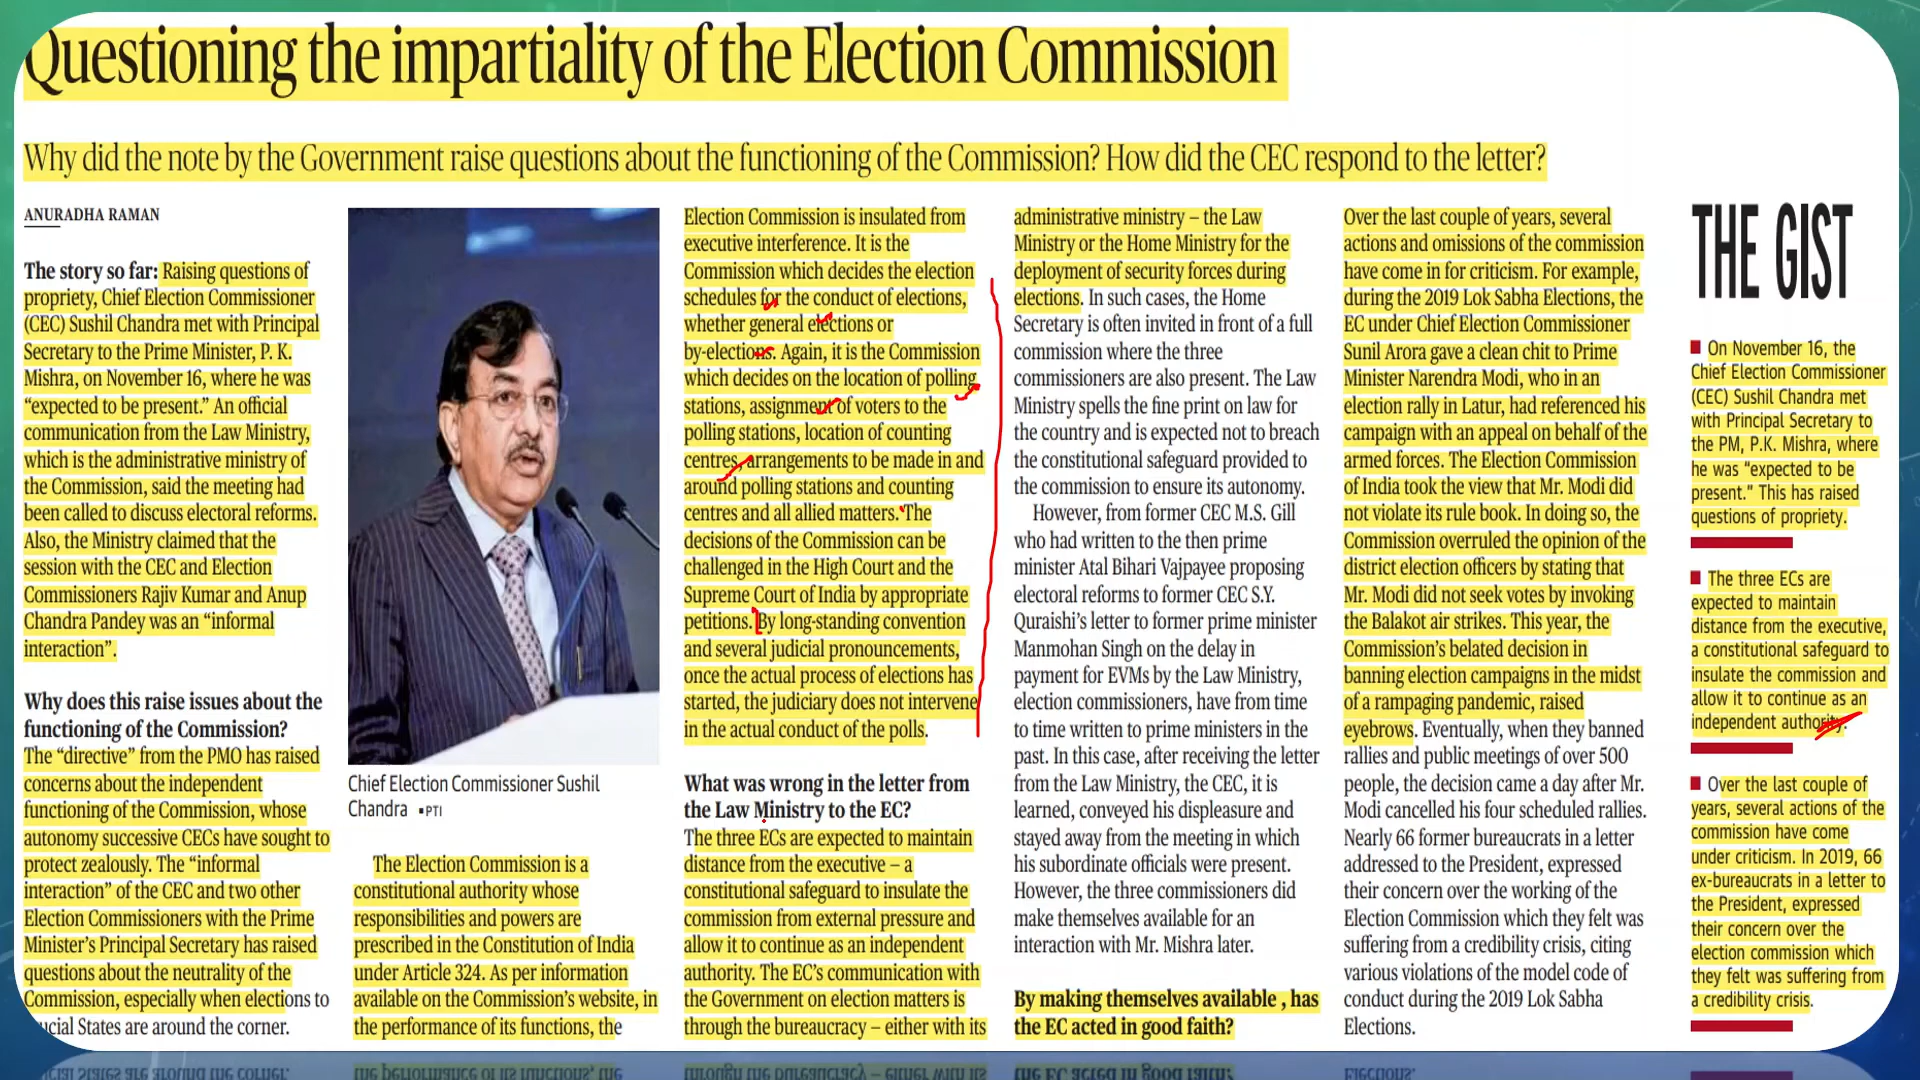 Questioning the impartiality of the Election Commission
Why did the note by the Government raise questions about the functioning of the Commission? How did the CEC respond to the letter?
ANURADHA RAMAN
The story so far: Raising questions of
propriety, Chief Election Commissioner
(CEC) Sushil Chandra met with Principal
Secretary to the Prime Minister, P. K.
Mishra, on November 16, where he was
“expected to be present.” An official
communication from the Law Ministry,
which is the administrative ministry of
the Commission, said the meeting had
been called to discuss electoral reforms.
Also, the Ministry claimed that the
session with the CEC and Election
Commissioners Rajiv Kumar and Anup
Chandra Pandey was an “informal
interaction”.
Why does this raise issues about the
functioning of the Commission?
The “directive” from the PMO has raised
concerns about the independent
functioning of the Commission, whose
autonomy successive CECs have sought to
protect zealously. The “informal
interaction” of the CEC and two other
Election Commissioners with the Prime
Minister’s Principal Secretary has raised
questions about the neutrality of the
Commission, especially when elections to
ucial States are around the corner.
Chief Election Commissioner Sushil
Chandra ▪PTI
The Election Commission is a
constitutional authority whose
responsibilities and powers are
prescribed in the Constitution of India
under Article 324. As per information
available on the Commission’s website, in
the performance of its functions, the
Election Commission is insulated from
executive interference. It is the
Commission which decides the election
schedules for the conduct of elections,
whether general elections or
by-elections. Again, it is the Commission
which decides on the location of polling
stations, assignment of voters to the
polling stations, location of counting
centres, arrangements to be made in and
around polling stations and counting
centres and all allied matters. The
decisions of the Commission can be
challenged in the High Court and the
Supreme Court of India by appropriate
petitions. By long-standing convention
and several judicial pronouncements,
once the actual process of elections has
started, the judiciary does not intervene
in the actual conduct of the polls.
What was wrong in the letter from
the Law Ministry to the EC?
The three ECs are expected to maintain
distance from the executive – a
constitutional safeguard to insulate the
commission from external pressure and
allow it to continue as an independent
authority. The EC’s communication with
the Government on election matters is
through the bureaucracy – either with its
administrative ministry – the Law
Ministry or the Home Ministry for the
deployment of security forces during
elections. In such cases, the Home
Secretary is often invited in front of a full
commission where the three
commissioners are also present. The Law
Ministry spells the fine print on law for
the country and is expected not to breach
the constitutional safeguard provided to
the commission to ensure its autonomy.
However, from former CEC M.S. Gill
who had written to the then prime
minister Atal Bihari Vajpayee proposing
electoral reforms to former CEC S.Y.
Quraishi’s letter to former prime minister
Manmohan Singh on the delay in
payment for EVMs by the Law Ministry,
election commissioners, have from time
to time written to prime ministers in the
past. In this case, after receiving the letter
from the Law Ministry, the CEC, it is
learned, conveyed his displeasure and
stayed away from the meeting in which
his subordinate officials were present.
However, the three commissioners did
make themselves available for an
interaction with Mr. Mishra later.
By making themselves available , has
the EC acted in good faith?
Over the last couple of years, several
actions and omissions of the commission
have come in for criticism. For example,
during the 2019 Lok Sabha Elections, the
EC under Chief Election Commissioner
Sunil Arora gave a clean chit to Prime
Minister Narendra Modi, who in an
election rally in Latur, had referenced his
campaign with an appeal on behalf of the
armed forces. The Election Commission
of India took the view that Mr. Modi did
not violate its rule book. In doing so, the
Commission overruled the opinion of the
district election officers by stating that
Mr. Modi did not seek votes by invoking
the Balakot air strikes. This year, the
Commission’s belated decision in
banning election campaigns in the midst
of a rampaging pandemic, raised
eyebrows. Eventually, when they banned
rallies and public meetings of over 500
people, the decision came a day after Mr.
Modi cancelled his four scheduled rallies.
Nearly 66 former bureaucrats in a letter
addressed to the President, expressed
their concern over the working of the
Election Commission which they felt was
suffering from a credibility crisis, citing
various violations of the model code of
conduct during the 2019 Lok Sabha
Elections.
THE GIST
On November 16, the
Chief Election Commissioner
(CEC) Sushil Chandra met
with Principal Secretary to
the PM, P.K. Mishra, where
he was “expected to be
present.” This has raised
questions of propriety.
The three ECs are
expected to maintain
distance from the executive,
a constitutional safeguard to
insulate the commission and
allow it to continue as an
independent authority.
Over the last couple of
years, several actions of the
commission have come
under criticism. In 2019, 66
ex-bureaucrats in a letter to
the President, expressed
their concern over the
election commission which
they felt was suffering from
a credibility crisis.